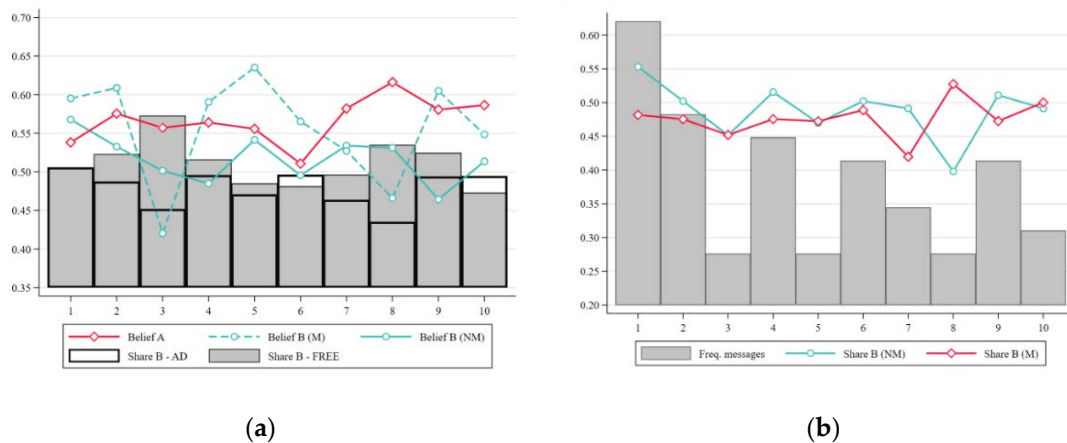 0.70
0.65
0.60
0.55
0.50
0.45
0.40
0.35
1 2 3 4 5 6 7 8 9 10
Belief A Belief B (M) Belief B (NM)
Share B - AD Share B - FREE
(a)
0.60
0.55
0.50
0.45
0.40
0.35
0.30
0.25
0.20
1 2 3 4 5 6 7 8 9 10
Freq. messages Share B (NM) Share B (M)
(b)